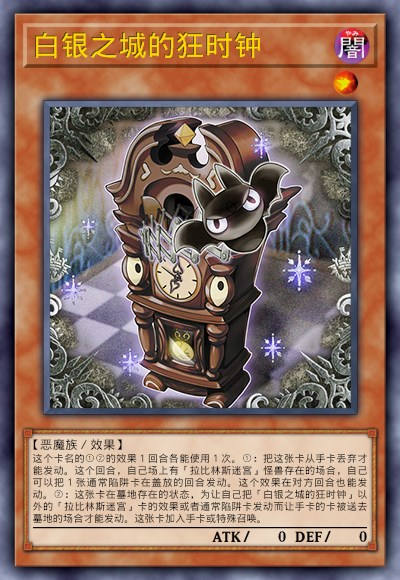 白银之城的狂时钟
やみ
闇
【恶魔族／效果】
这个卡名的①②的效果１回合各能使用１次。①：把这张卡从手卡丢弃才
能发动。这个回合，自己场上有「拉比林斯迷宫」怪兽存在的场合，自己
可以把１张通常陷阱卡在盖放的回合发动。这个效果在对方回合也能发
动。②：这张卡在墓地存在的状态，为让自己把「白银之城的狂时钟」以
外的「拉比林斯迷宫」卡的效果或者通常陷阱卡发动而让手卡的卡被送去
墓地的场合才能发动。这张卡加入手卡或特殊召唤。
ATK/ 0 DEF/ 0